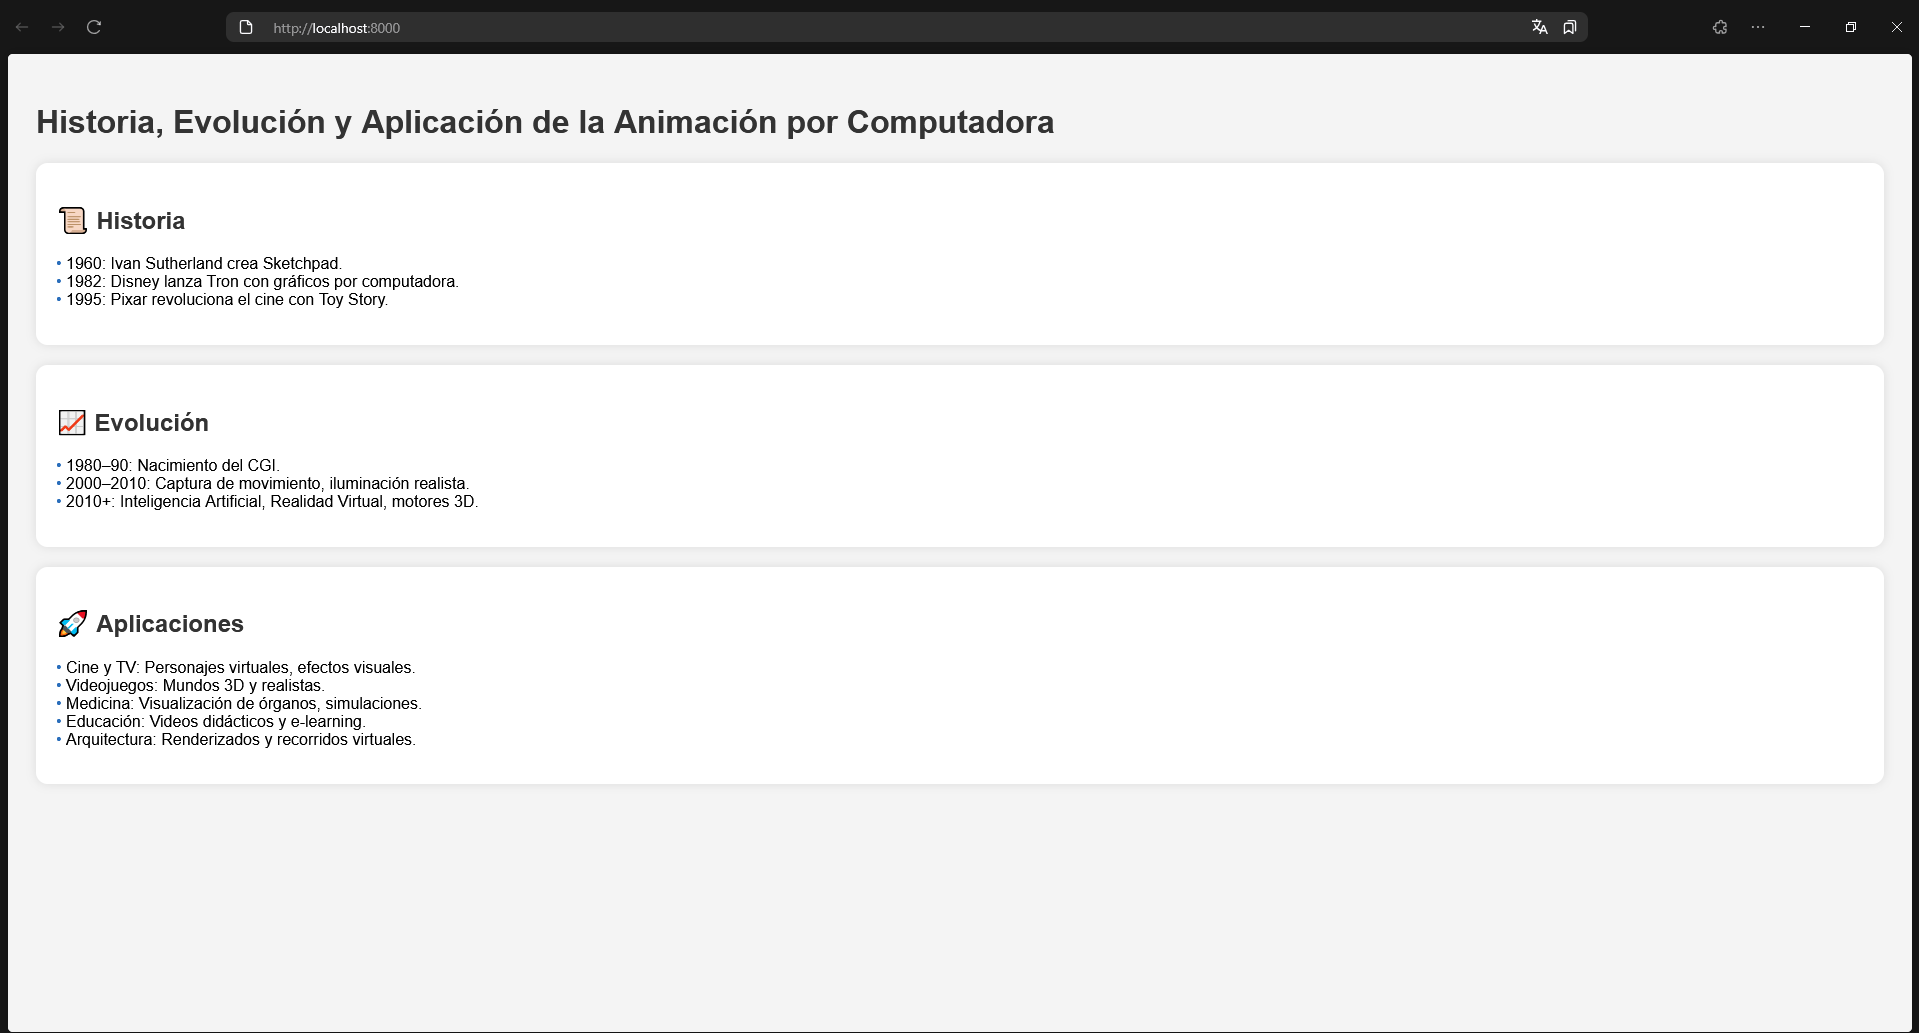 http://localhost:8000
Historia, Evolución y Aplicación de la Animación por Computadora
📜 Historia
• 1960: Ivan Sutherland crea Sketchpad.
• 1982: Disney lanza Tron con gráficos por computadora.
• 1995: Pixar revoluciona el cine con Toy Story.
📈 Evolución
• 1980–90: Nacimiento del CGI.
• 2000–2010: Captura de movimiento, iluminación realista.
• 2010+: Inteligencia Artificial, Realidad Virtual, motores 3D.
🚀 Aplicaciones
• Cine y TV: Personajes virtuales, efectos visuales.
• Videojuegos: Mundos 3D y realistas.
• Medicina: Visualización de órganos, simulaciones.
• Educación: Videos didácticos y e-learning.
• Arquitectura: Renderizados y recorridos virtuales.